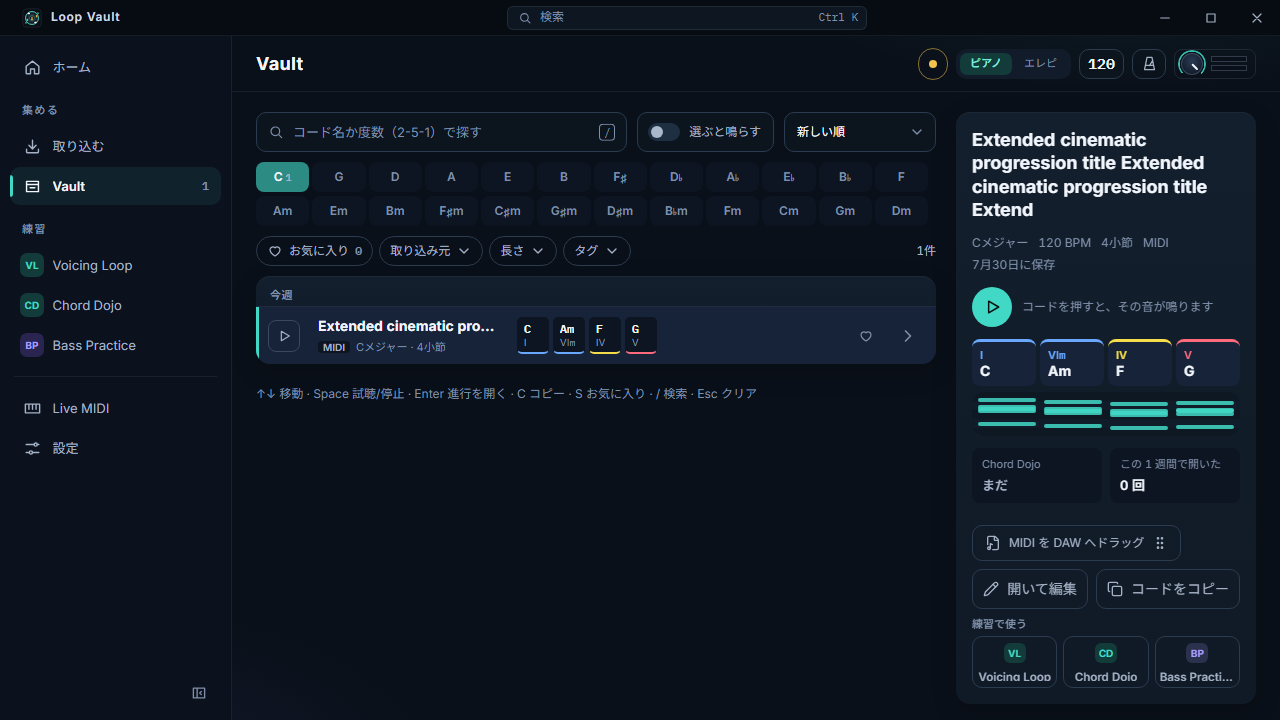 Loop Vault
検索
Ctrl K
ホーム
集める
取り込む
Vault
1
練習
VL
Voicing Loop
CD
Chord Dojo
BP
Bass Practice
Live MIDI
設定
Vault
ピアノ
エレピ
120
コード名か度数（2-5-1）で探す
/
選ぶと鳴らす
新しい順
C 1
G
D
A
E
B
F♯
D♭
A♭
E♭
B♭
F
Am
Em
Bm
F♯m
C♯m
G♯m
D♯m
B♭m
Fm
Cm
Gm
Dm
お気に入り 0
取り込み元
長さ
タグ
1件
今週
Extended cinematic pro…
MIDI
Cメジャー · 4小節
C
I
Am
VIm
F
IV
G
V
↑↓ 移動 · Space 試聴/停止 · Enter 進行を開く · C コピー · S お気に入り · / 検索 · Esc クリア
Extended cinematic
progression title Extended
cinematic progression title
Extend
Cメジャー 120 BPM 4小節 MIDI
7月30日に保存
コードを押すと、その音が鳴ります
I
C
VIm
Am
IV
F
V
G
Chord Dojo
まだ
この 1 週間で開いた
0 回
MIDI を DAW へドラッグ
開いて編集
コードをコピー
練習で使う
VL
Voicing Loop
CD
Chord Dojo
BP
Bass Practi…